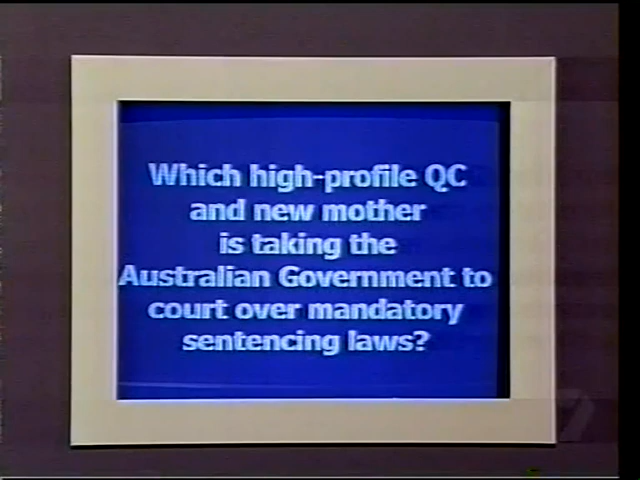 Which high-profile QC
and new mother
is taking the
Australian Government to
court over mandatory
sentencing laws?